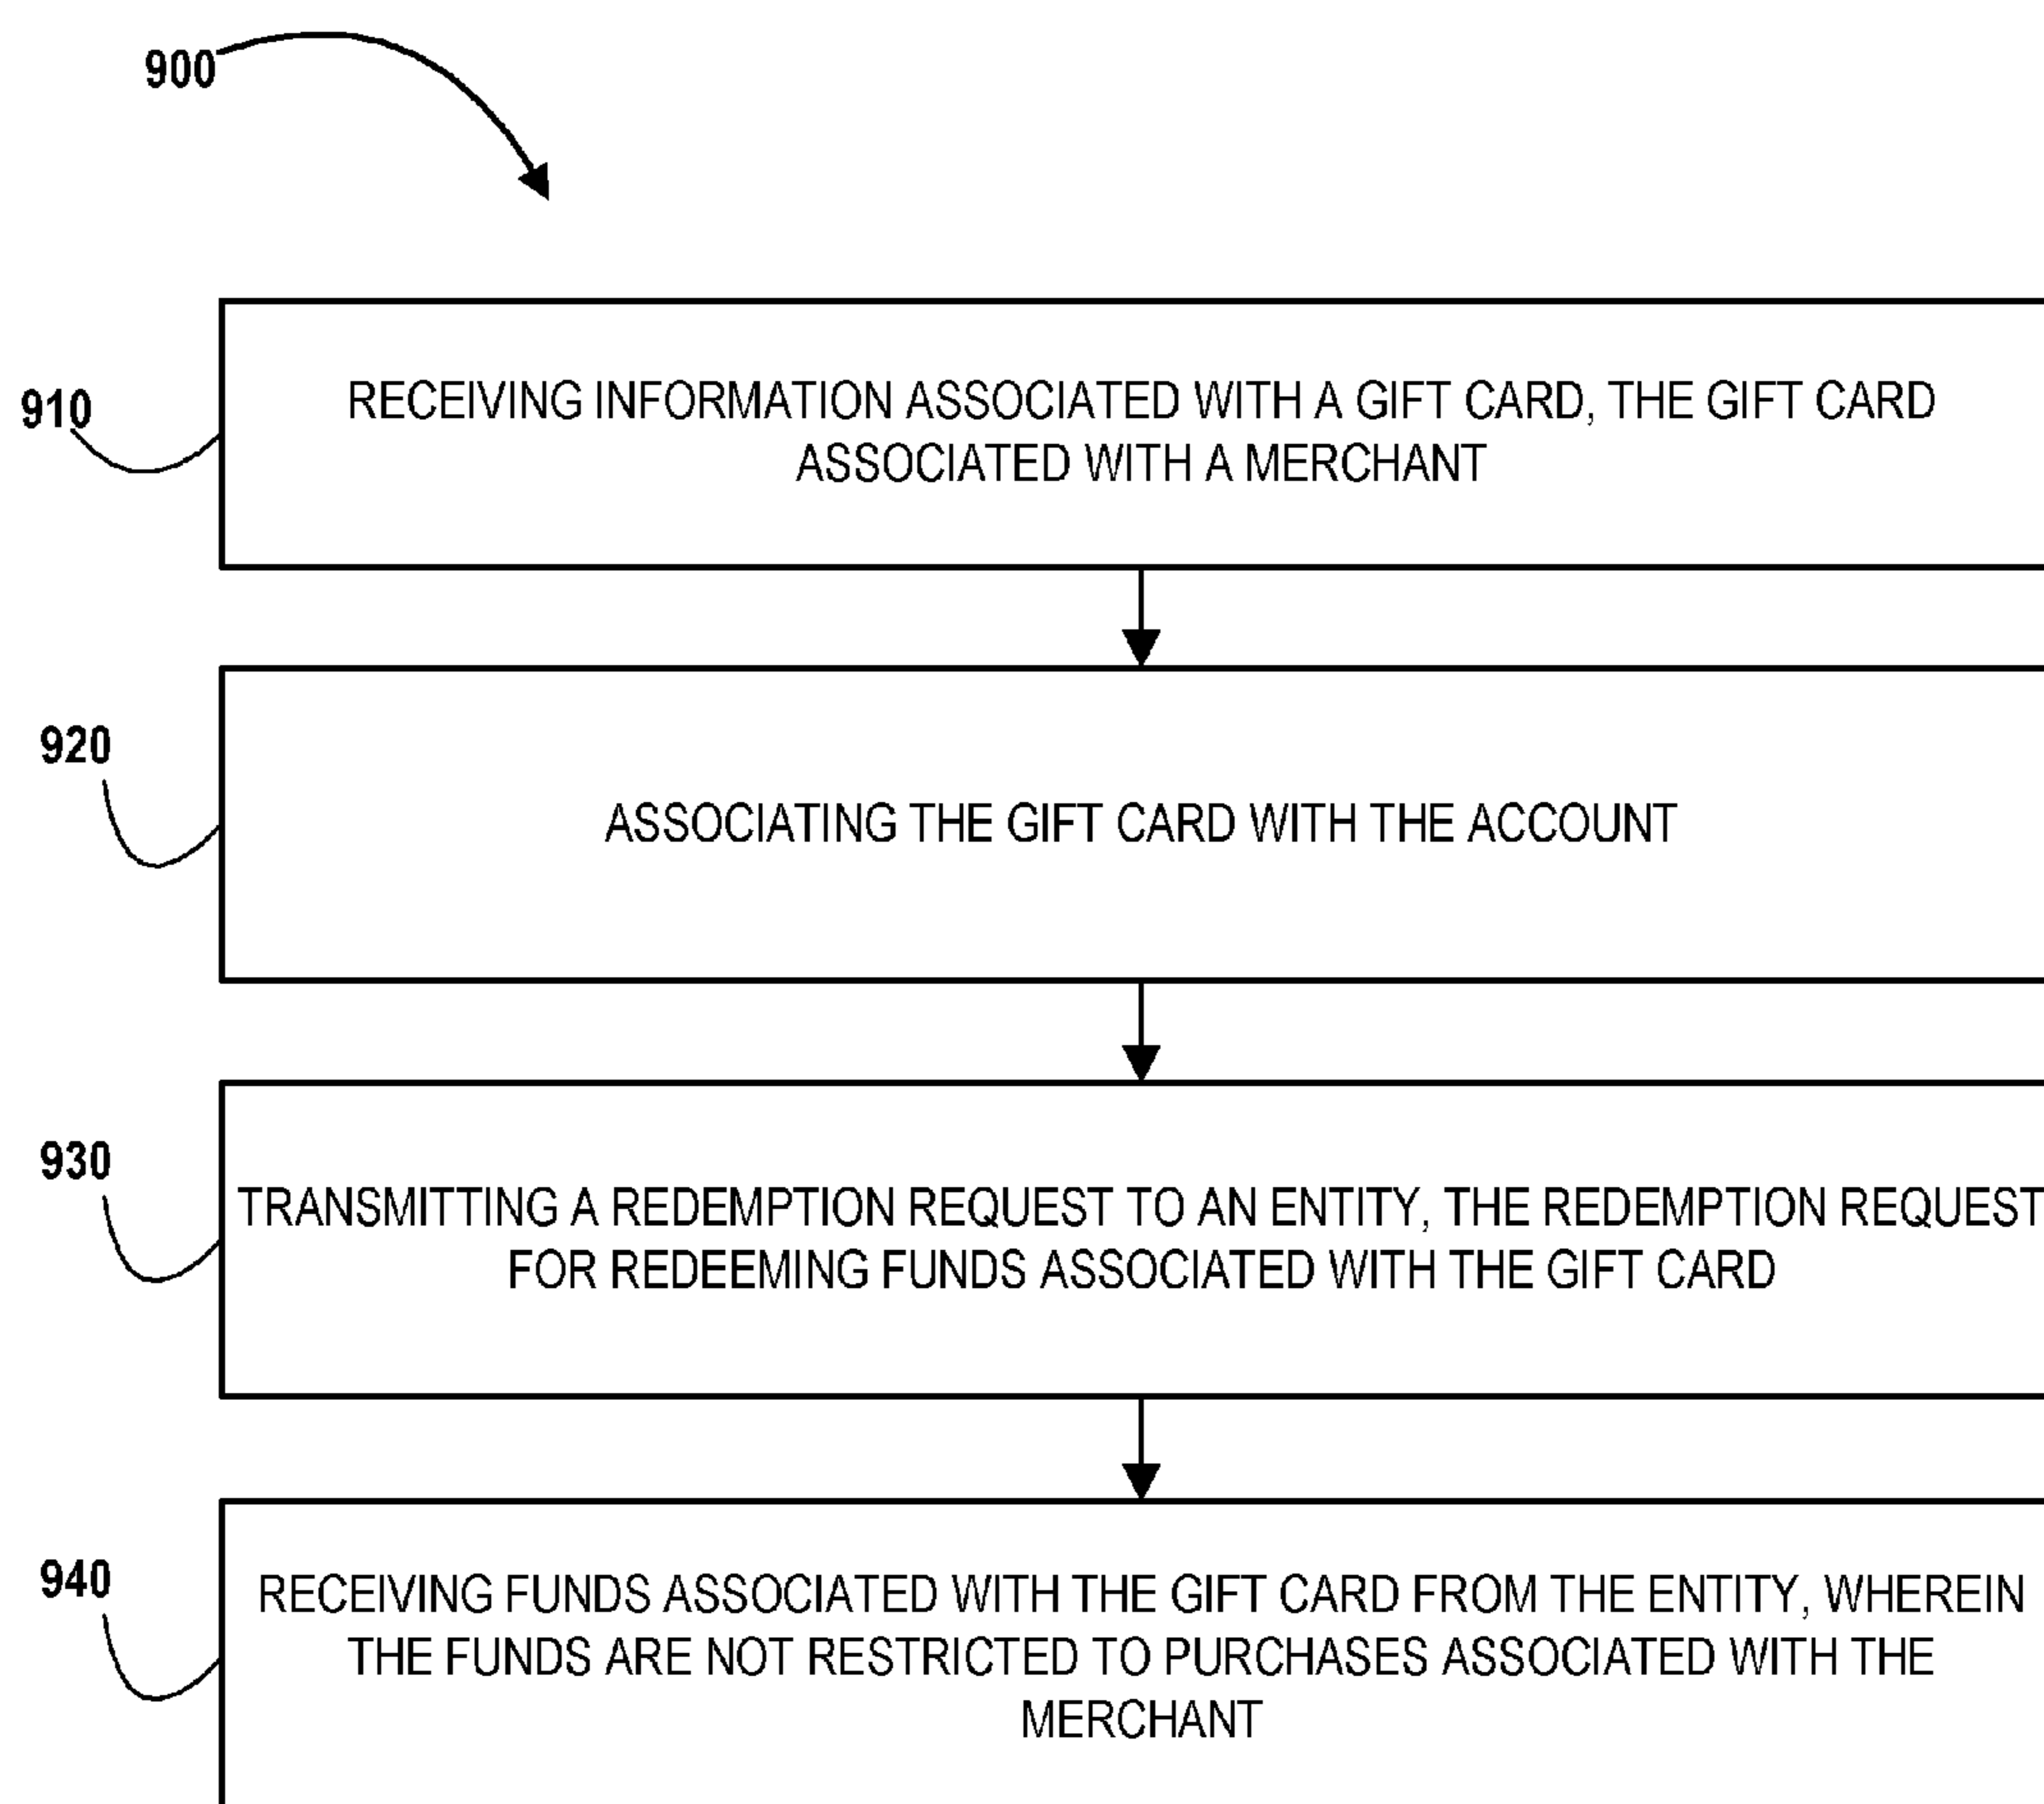 900
910
RECEIVING INFORMATION ASSOCIATED WITH A GIFT CARD, THE GIFT CARD
ASSOCIATED WITH A MERCHANT
920
ASSOCIATING THE GIFT CARD WITH THE ACCOUNT
930
TRANSMITTING A REDEMPTION REQUEST TO AN ENTITY, THE REDEMPTION REQUEST
FOR REDEEMING FUNDS ASSOCIATED WITH THE GIFT CARD
940
RECEIVING FUNDS ASSOCIATED WITH THE GIFT CARD FROM THE ENTITY, WHEREIN
THE FUNDS ARE NOT RESTRICTED TO PURCHASES ASSOCIATED WITH THE
MERCHANT